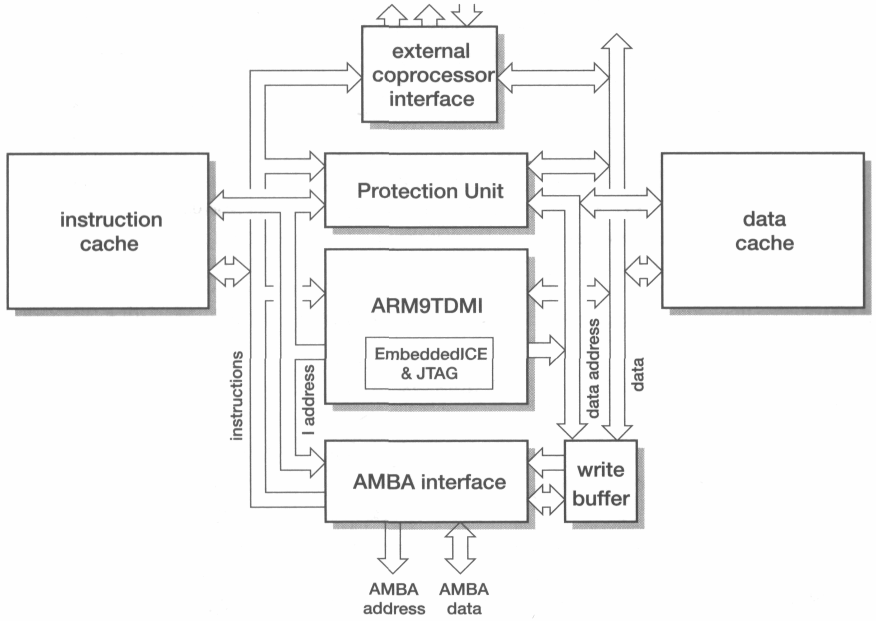 external
coprocessor
interface
instruction
cache
Protection Unit
data
cache
ARM9TDMI
EmbeddedICE
& JTAG
instructions
I address
data address
data
AMBA interface
write
buffer
AMBA
address
AMBA
data